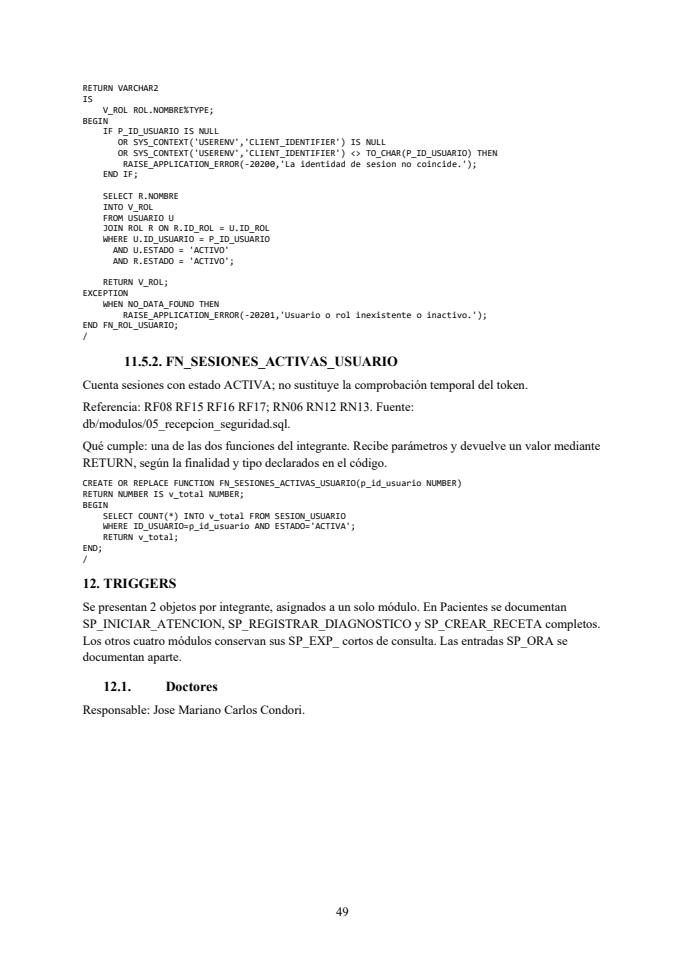 RETURN VARCHAR2
IS
    V_ROL ROL.NOMBRE%TYPE;
BEGIN
    IF P_ID_USUARIO IS NULL
       OR SYS_CONTEXT('USERENV','CLIENT_IDENTIFIER') IS NULL
       OR SYS_CONTEXT('USERENV','CLIENT_IDENTIFIER') <> TO_CHAR(P_ID_USUARIO) THEN
        RAISE_APPLICATION_ERROR(-20200,'La identidad de sesion no coincide.');
    END IF;

    SELECT R.NOMBRE
    INTO V_ROL
    FROM USUARIO U
    JOIN ROL R ON R.ID_ROL = U.ID_ROL
    WHERE U.ID_USUARIO = P_ID_USUARIO
      AND U.ESTADO = 'ACTIVO'
      AND R.ESTADO = 'ACTIVO';

    RETURN V_ROL;
EXCEPTION
    WHEN NO_DATA_FOUND THEN
        RAISE_APPLICATION_ERROR(-20201,'Usuario o rol inexistente o inactivo.');
END FN_ROL_USUARIO;
/
11.5.2. FN_SESIONES_ACTIVAS_USUARIO
Cuenta sesiones con estado ACTIVA; no sustituye la comprobación temporal del token.
Referencia: RF08 RF15 RF16 RF17; RN06 RN12 RN13. Fuente:
db/modulos/05_recepcion_seguridad.sql.
Qué cumple: una de las dos funciones del integrante. Recibe parámetros y devuelve un valor mediante
RETURN, según la finalidad y tipo declarados en el código.
CREATE OR REPLACE FUNCTION FN_SESIONES_ACTIVAS_USUARIO(p_id_usuario NUMBER)
RETURN NUMBER IS v_total NUMBER;
BEGIN
    SELECT COUNT(*) INTO v_total FROM SESION_USUARIO
    WHERE ID_USUARIO=p_id_usuario AND ESTADO='ACTIVA';
    RETURN v_total;
END;
/
12. TRIGGERS
Se presentan 2 objetos por integrante, asignados a un solo módulo. En Pacientes se documentan
SP_INICIAR_ATENCION, SP_REGISTRAR_DIAGNOSTICO y SP_CREAR_RECETA completos.
Los otros cuatro módulos conservan sus SP_EXP_ cortos de consulta. Las entradas SP_ORA se
documentan aparte.
12.1. Doctores
Responsable: Jose Mariano Carlos Condori.
49